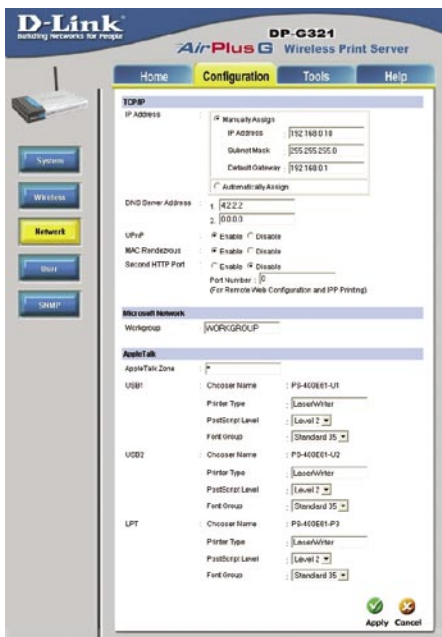 D-Link
Building Networks for People
DP-G321
AirPlus G Wireless Print Server
Home Configuration Tools Help
System
Wireless
Network
User
SNMP
TCP/IP
IP Address : Manually Assign
IP Address : 192.168.0.10
Subnet Mask : 255.255.255.0
Default Gateway : 192.168.0.1
Automatically Assign
DNS Server Address : 1. 4.2.2.2
2. 0.0.0.0
UPnP : Enable Disable
MAC Rendezvous : Enable Disable
Second HTTP Port : Enable Disable
Port Number : 0
(For Remote Web Configuration and IPP Printing).
Microsoft Network
Workgroup : WORKGROUP
AppleTalk
AppleTalk Zone : *
USB1 : Chooser Name : PS-400E61-U1
Printer Type : LaserWriter
PostScript Level : Level 2
Font Group : Standard 35
USB2 : Chooser Name : PS-400E61-U2
Printer Type : LaserWriter
PostScript Level : Level 2
Font Group : Standard 35
LPT : Chooser Name : PS-400E61-P3
Printer Type : LaserWriter
PostScript Level : Level 2
Font Group : Standard 35
Apply Cancel